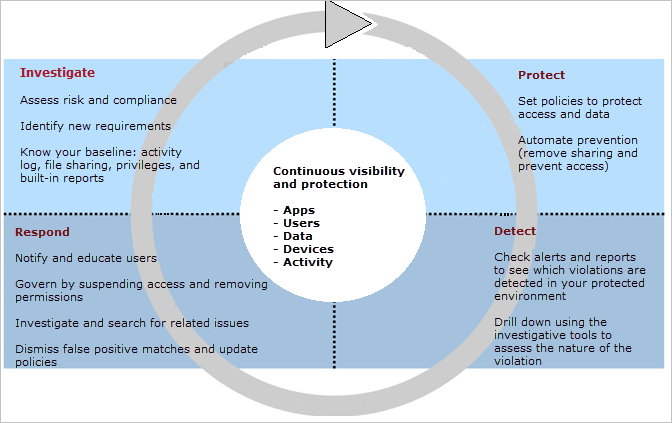 Investigate
Assess risk and compliance
Identify new requirements
Know your baseline: activity
log, file sharing, privileges, and
built-in reports
Protect
Set policies to protect
access and data
Automate prevention
(remove sharing and
prevent access)
Continuous visibility
and protection
- Apps
- Users
- Data
- Devices
- Activity
Respond
Notify and educate users
Govern by suspending access and removing
permissions
Investigate and search for related issues
Dismiss false positive matches and update
policies
Detect
Check alerts and reports
to see which violations are
detected in your protected
environment
Drill down using the
investigative tools to
assess the nature of the
violation